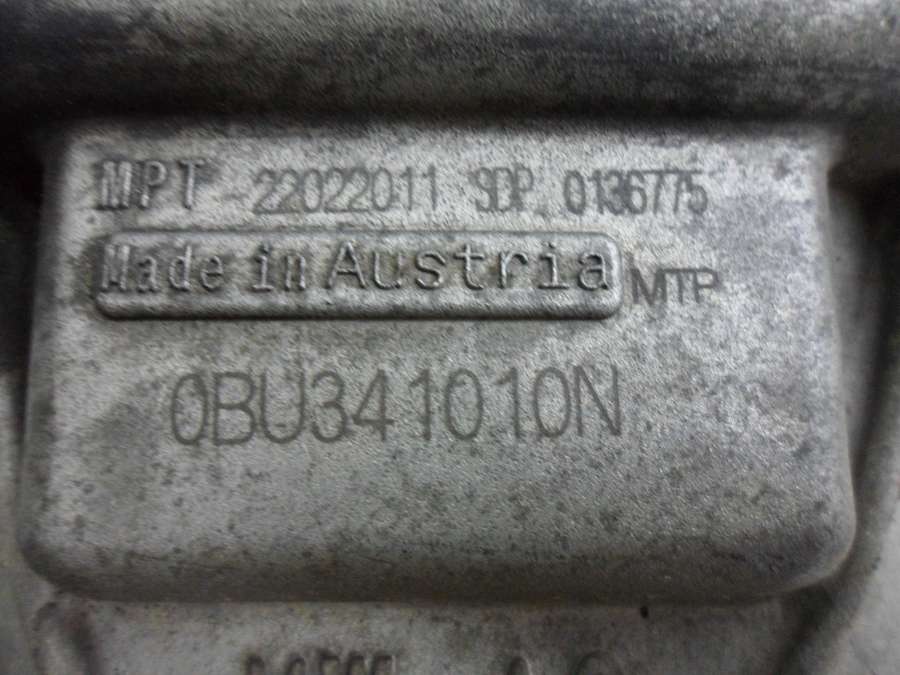 MPT 22022011 SDP 0136775
Made in Austria MTP
0BU341010N